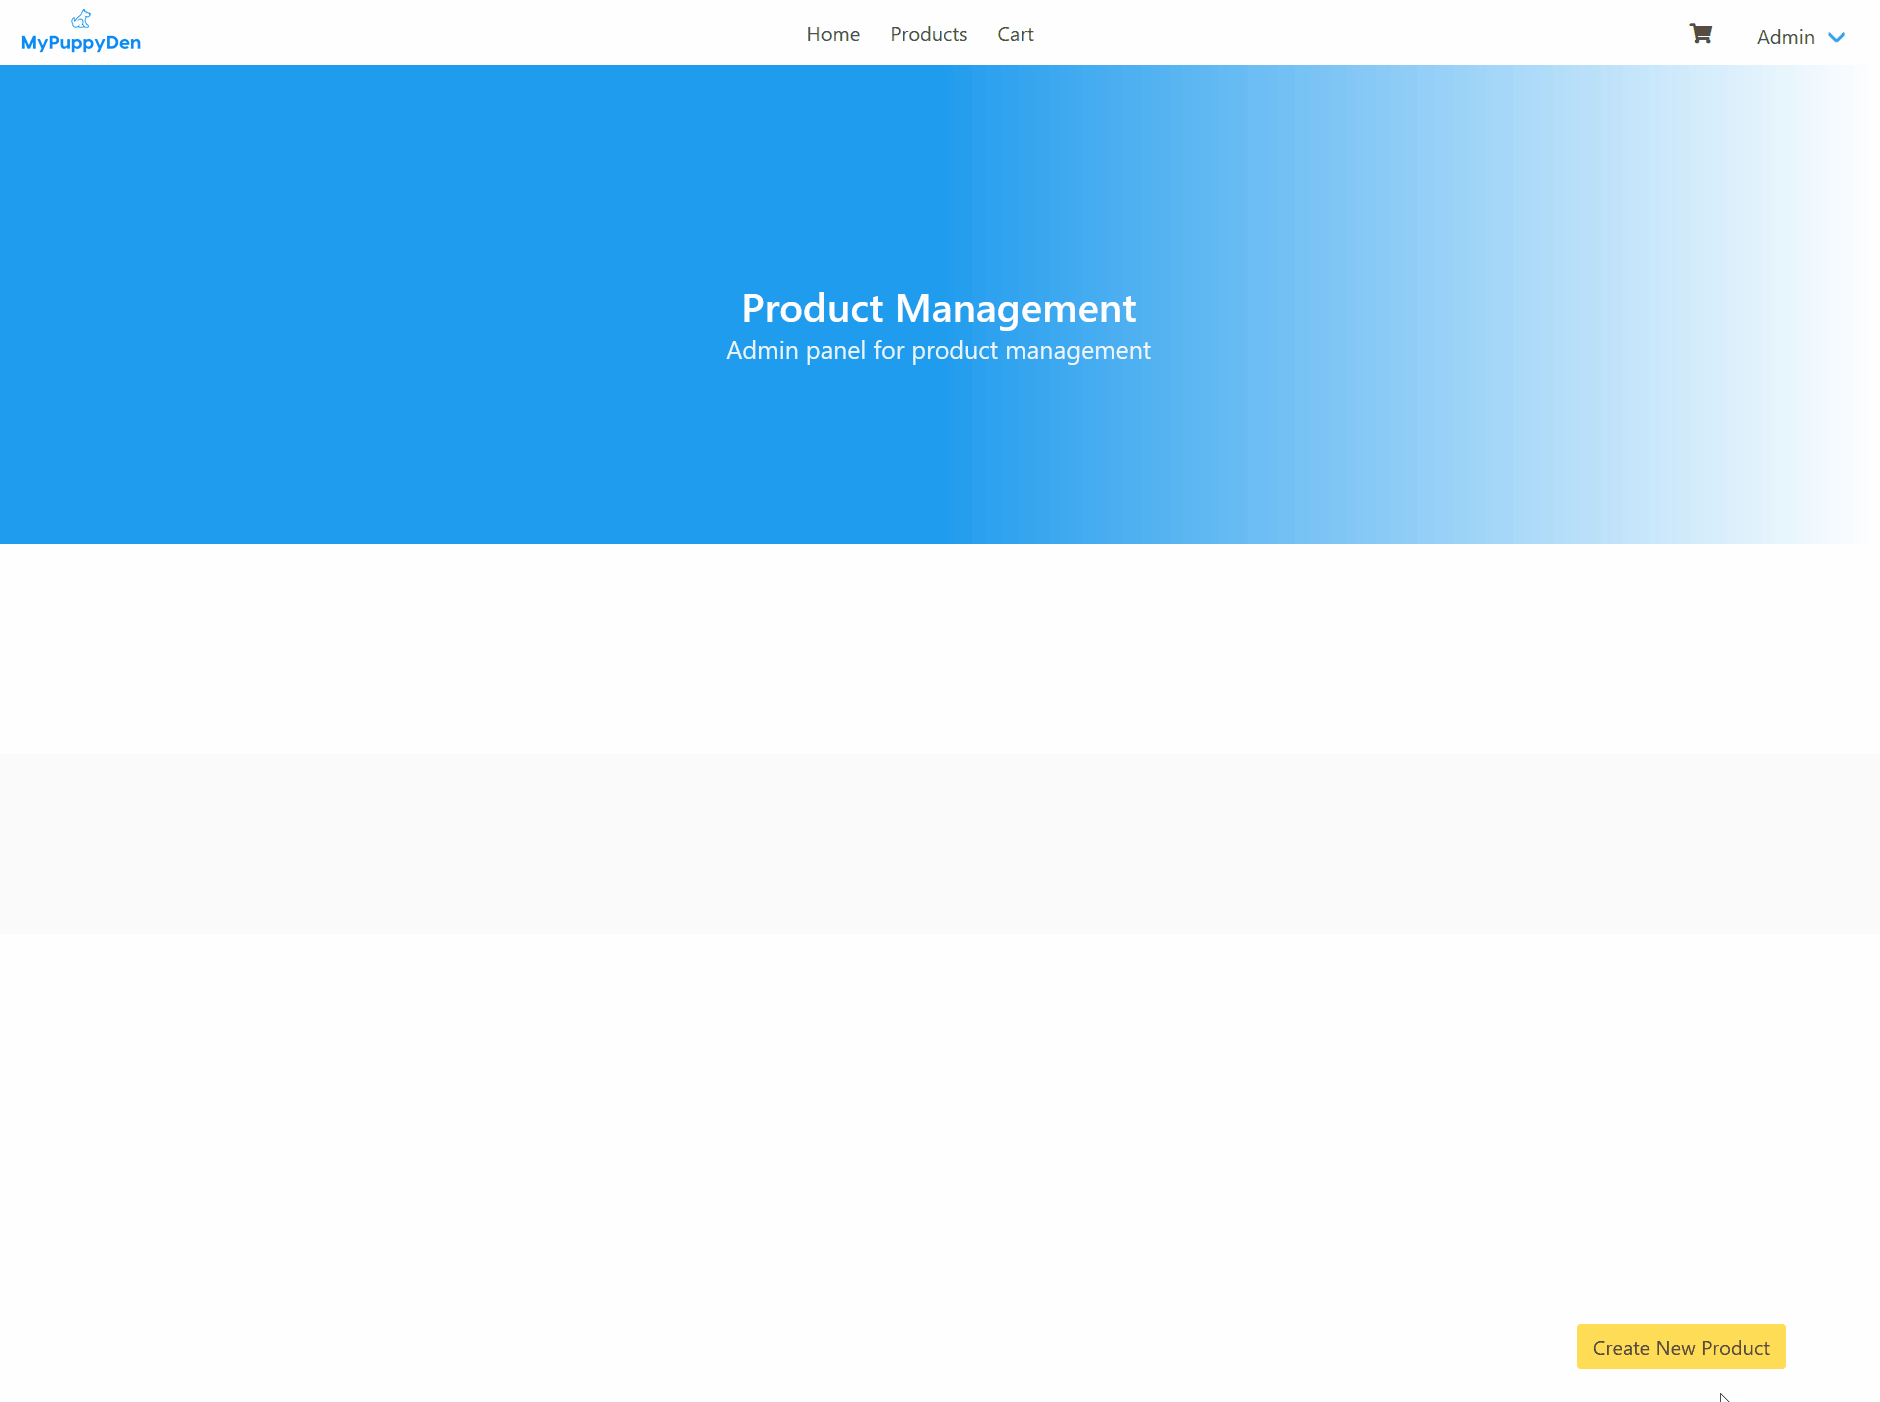 MyPuppyDen
Home Products Cart
Admin
Product Management
Admin panel for product management
Create New Product